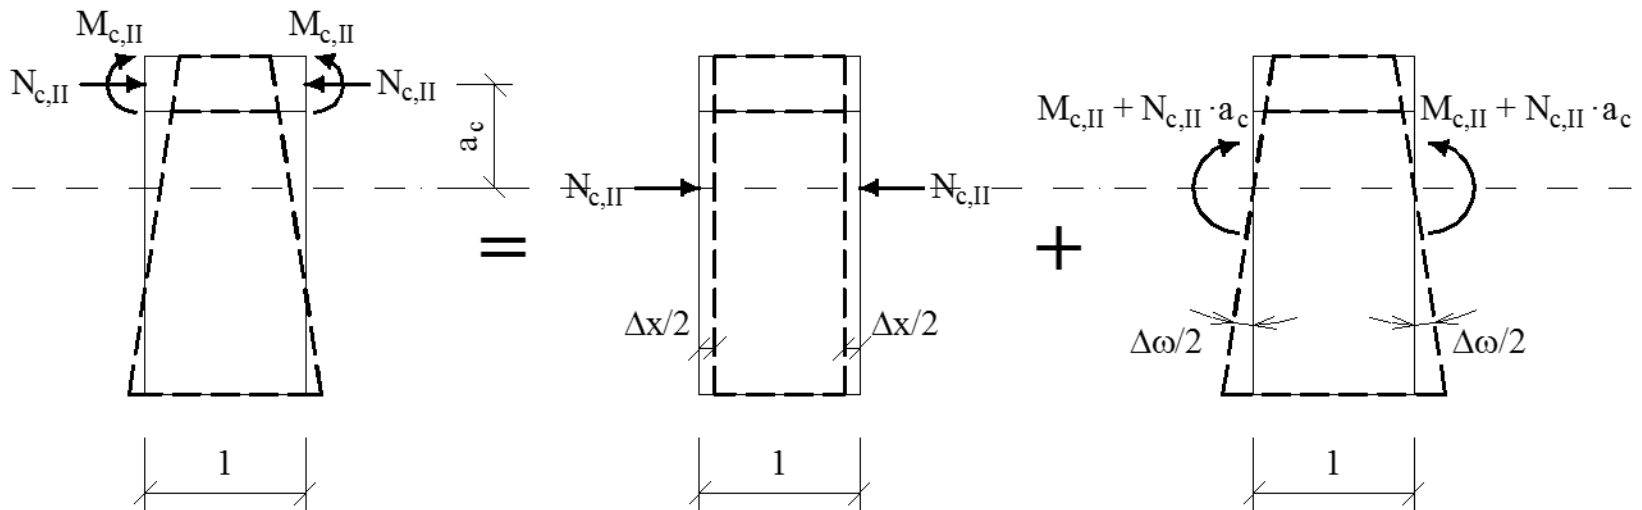 M_c,II M_c,II
N_c,II N_c,II
a_c
1
=
N_c,II N_c,II
Δx/2 Δx/2
1
+
M_c,II + N_c,II · a_c M_c,II + N_c,II · a_c
Δω/2 Δω/2
1